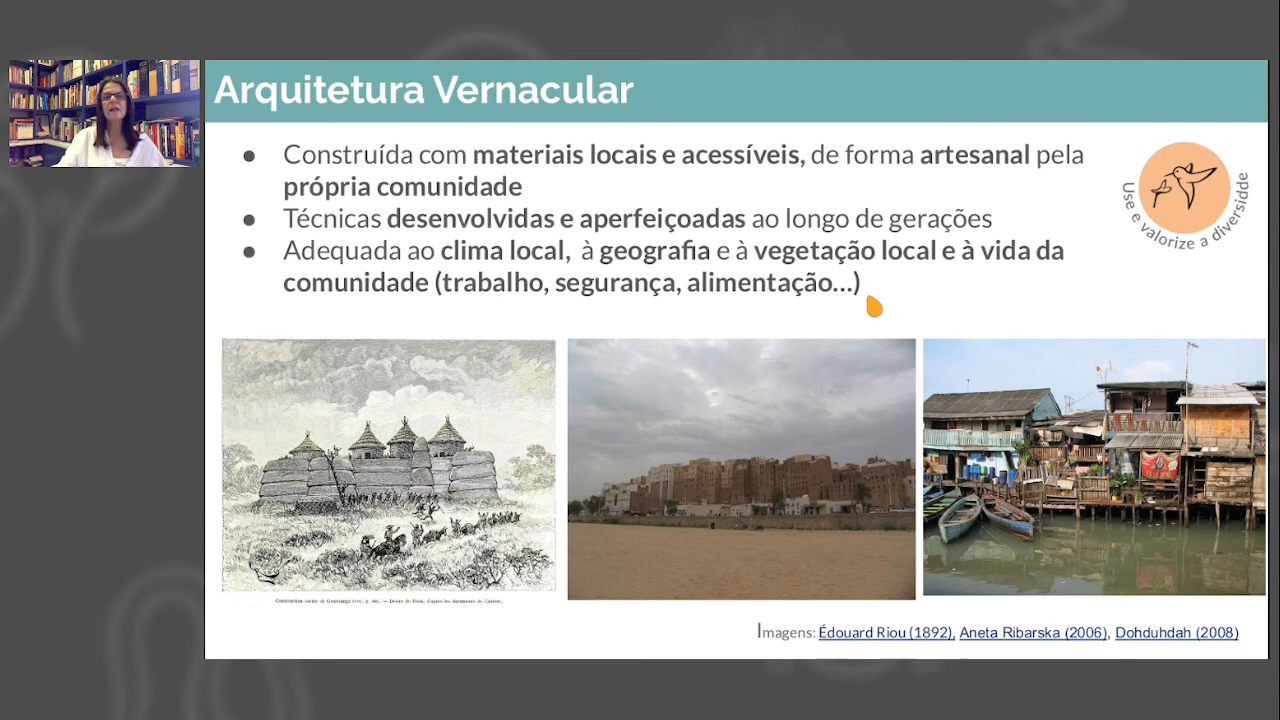 Arquitetura Vernacular
● Construída com materiais locais e acessíveis, de forma artesanal pela
própria comunidade
● Técnicas desenvolvidas e aperfeiçoadas ao longo de gerações
● Adequada ao clima local, à geografia e à vegetação local e à vida da
comunidade (trabalho, segurança, alimentação...)
Use e valorize a diversidde
Imagens: Édouard Riou (1892), Aneta Ribarska (2006), Dohduhdah (2008)